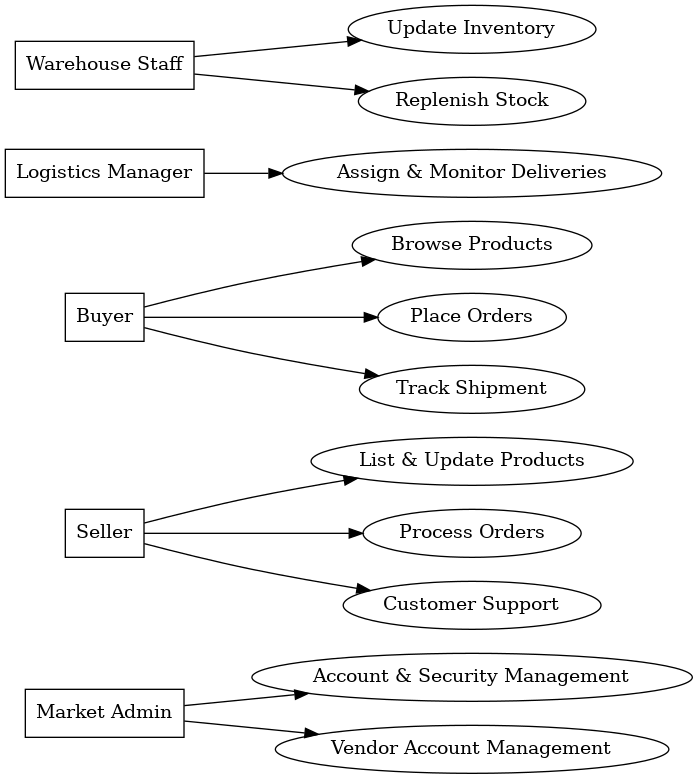 Update Inventory
Warehouse Staff
Replenish Stock
Logistics Manager
Assign & Monitor Deliveries
Browse Products
Buyer
Place Orders
Track Shipment
List & Update Products
Seller
Process Orders
Customer Support
Account & Security Management
Market Admin
Vendor Account Management